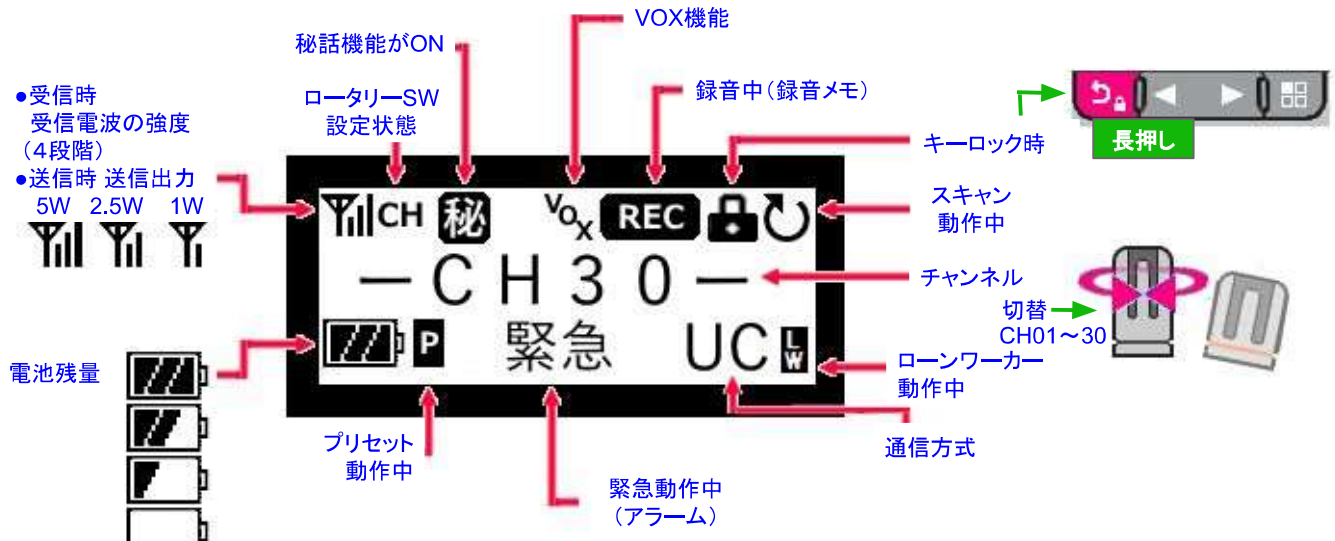 VOX機能
秘話機能がON
●受信時
受信電波の強度
(4段階)
●送信時 送信出力
5W 2.5W 1W
ロータリーSW
設定状態
録音中(録音メモ)
キーロック時
長押し
スキャン
動作中
CH 秘 VOX REC
-CH30-
チャンネル
切替
CH01~30
P 緊急 UC LW
電池残量
ローンワーカー
動作中
プリセット
動作中
緊急動作中
(アラーム)
通信方式